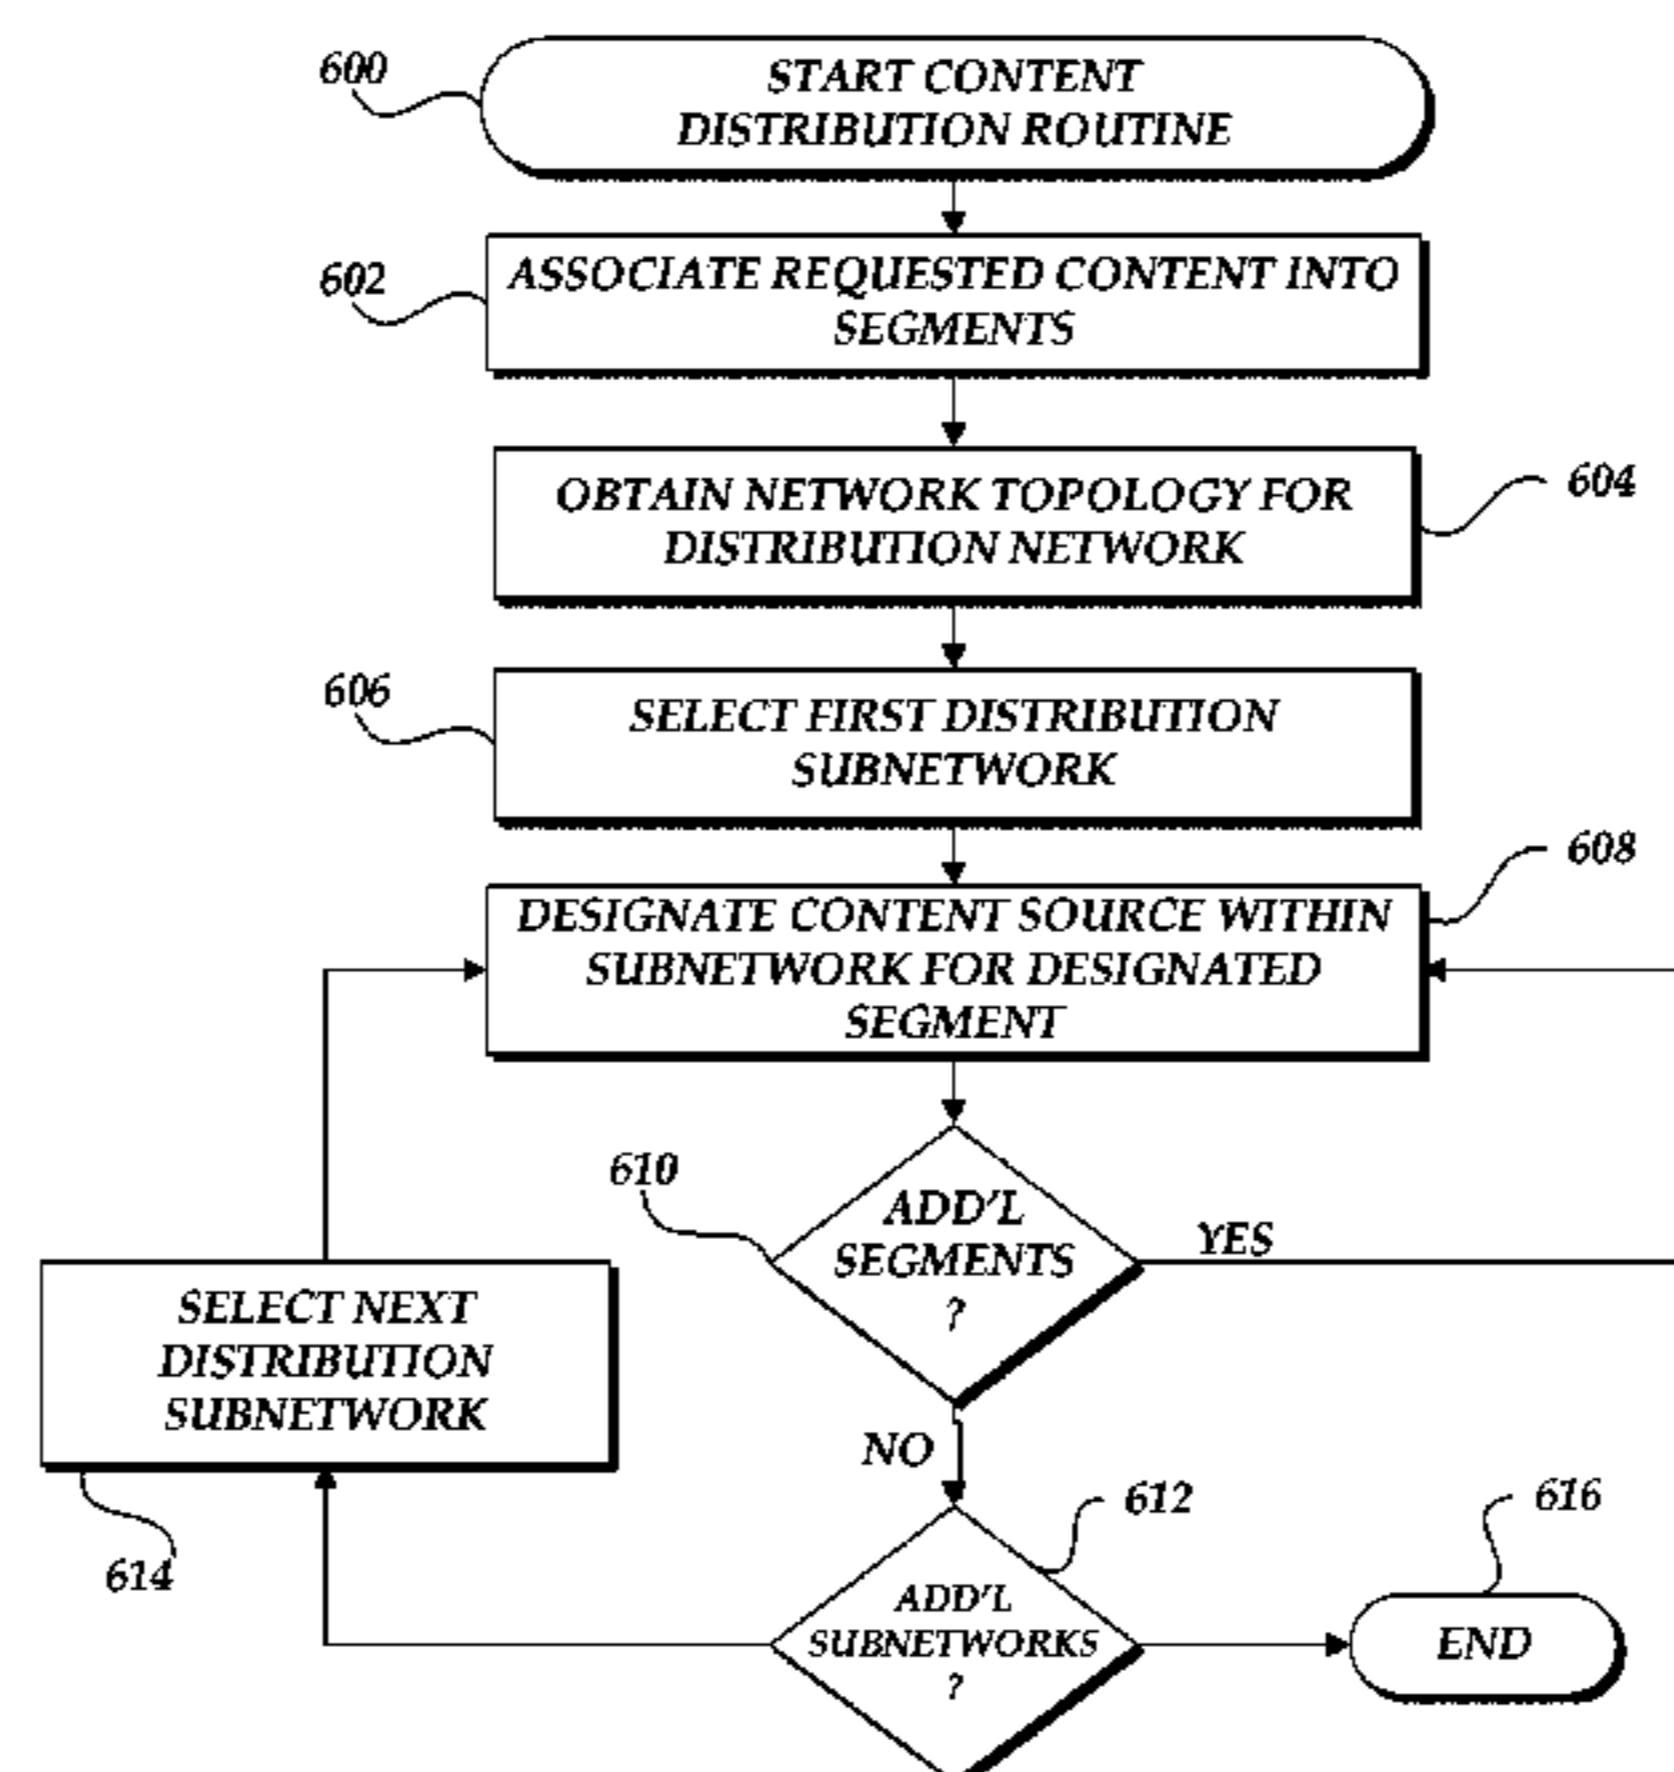 600
START CONTENT
DISTRIBUTION ROUTINE
602
ASSOCIATE REQUESTED CONTENT INTO
SEGMENTS
OBTAIN NETWORK TOPOLOGY FOR
DISTRIBUTION NETWORK
604
606
SELECT FIRST DISTRIBUTION
SUBNETWORK
608
DESIGNATE CONTENT SOURCE WITHIN
SUBNETWORK FOR DESIGNATED
SEGMENT
610
ADD'L
SEGMENTS
?
YES
SELECT NEXT
DISTRIBUTION
SUBNETWORK
NO
614
612
616
ADD'L
SUBNETWORKS
?
END